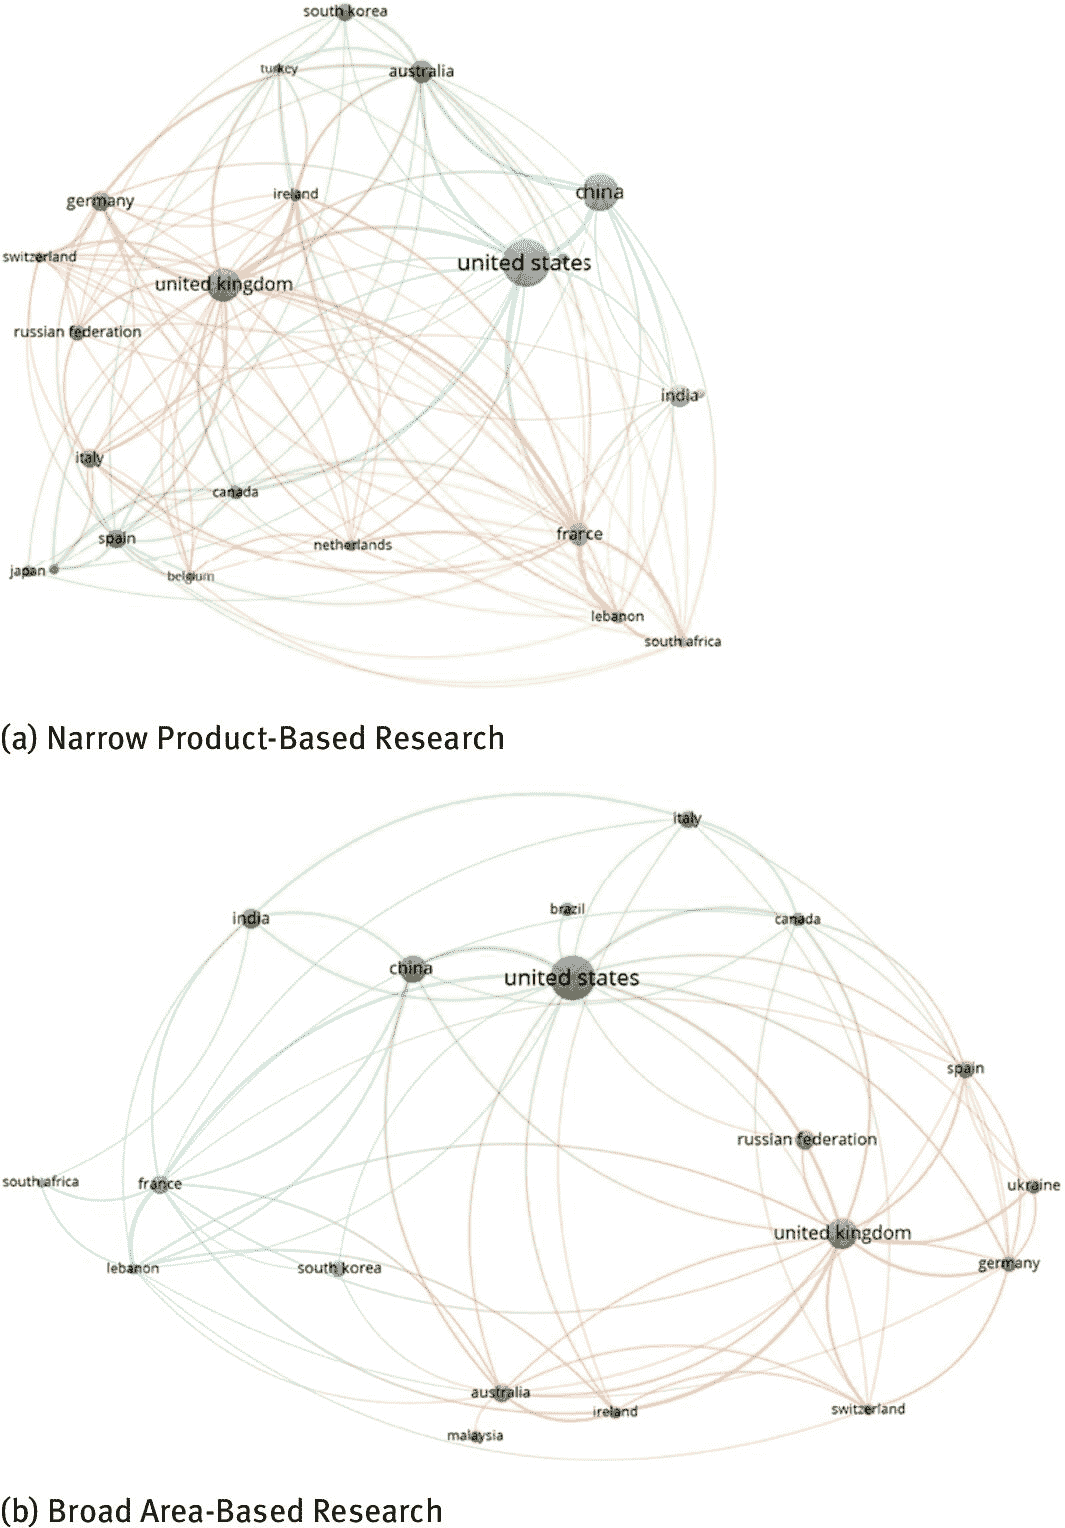 south korea
turkey
australia
germany
ireland
china
switzerland
united states
united kingdom
russian federation
india
italy
canada
spain
france
netherlands
japan
belgium
lebanon
south africa
(a) Narrow Product-Based Research
italy
india
brazil
canada
china
united states
spain
russian federation
south africa
france
ukraine
united kingdom
lebanon
south korea
germany
australia
ireland
switzerland
malaysia
(b) Broad Area-Based Research